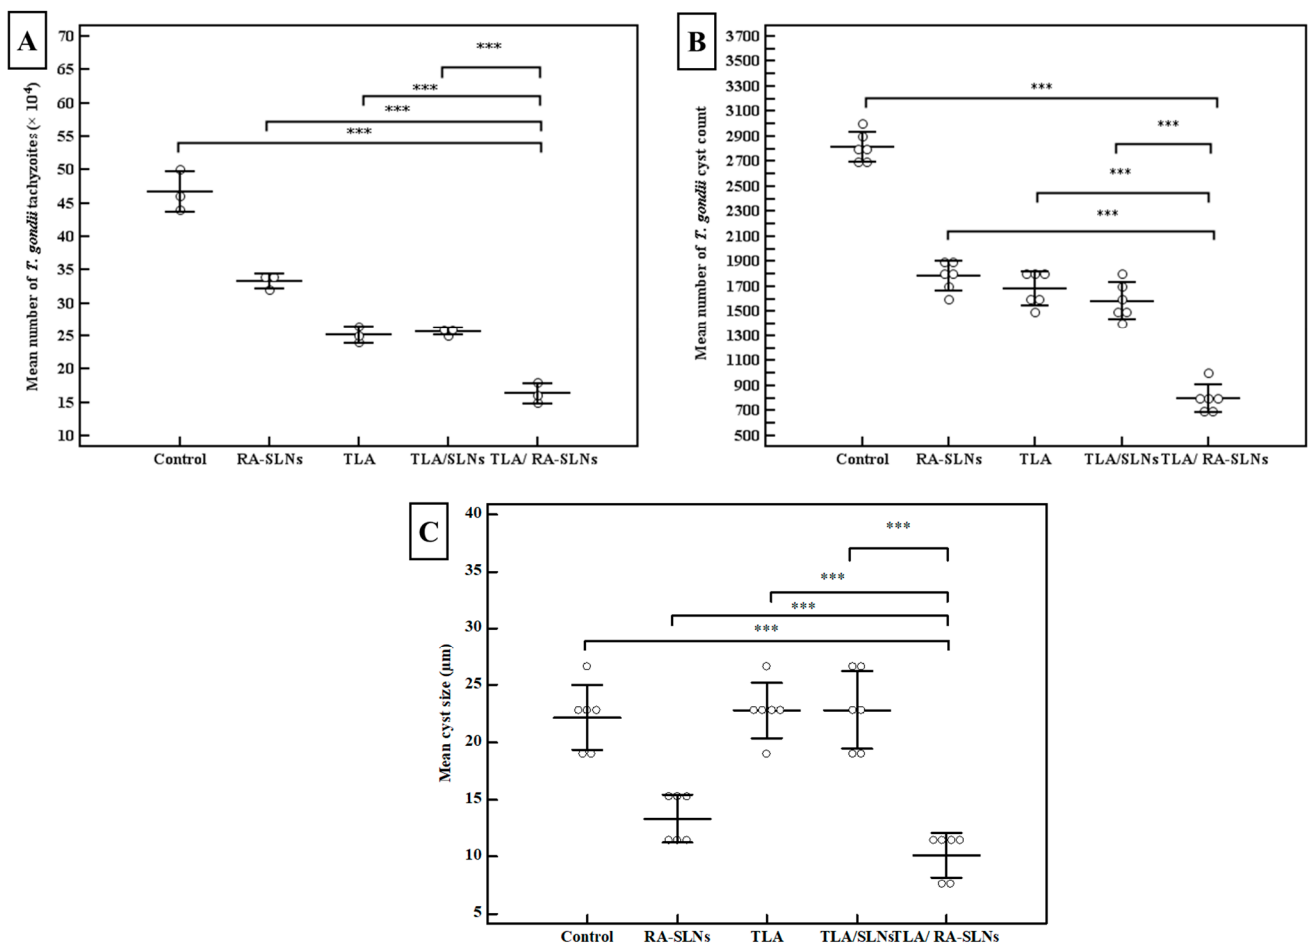 A
Mean number of T. gondii tachyzoites (× 10⁴)
70
65
60
55
50
45
40
35
30
25
20
15
10
***
***
***
***
Control
RA-SLNs
TLA
TLA/SLNs
TLA/ RA-SLNs
B
Mean number of T. gondii cyst count
3700
3300
3100
2900
2700
2500
2300
2100
1900
1700
1500
1300
1100
900
700
500
***
***
***
***
Control
RA-SLNs
TLA
TLA/SLNs
TLA/ RA-SLNs
C
Mean cyst size (µm)
40
35
30
25
20
15
10
5
***
***
***
***
Control
RA-SLNs
TLA
TLA/SLNs
TLA/ RA-SLNs